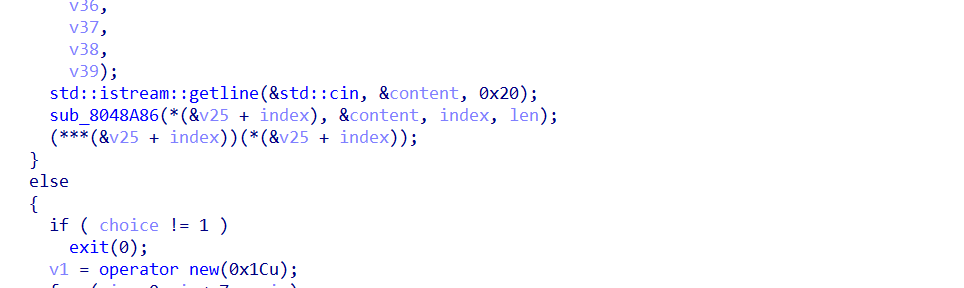 v36,
v37,
v38,
v39);
std::istream::getline(&std::cin, &content, 0x20);
sub_8048A86(*(&v25 + index), &content, index, len);
(***(&v25 + index))(*(&v25 + index));
}
else
{
if ( choice != 1 )
exit(0);
v1 = operator new(0x1Cu);